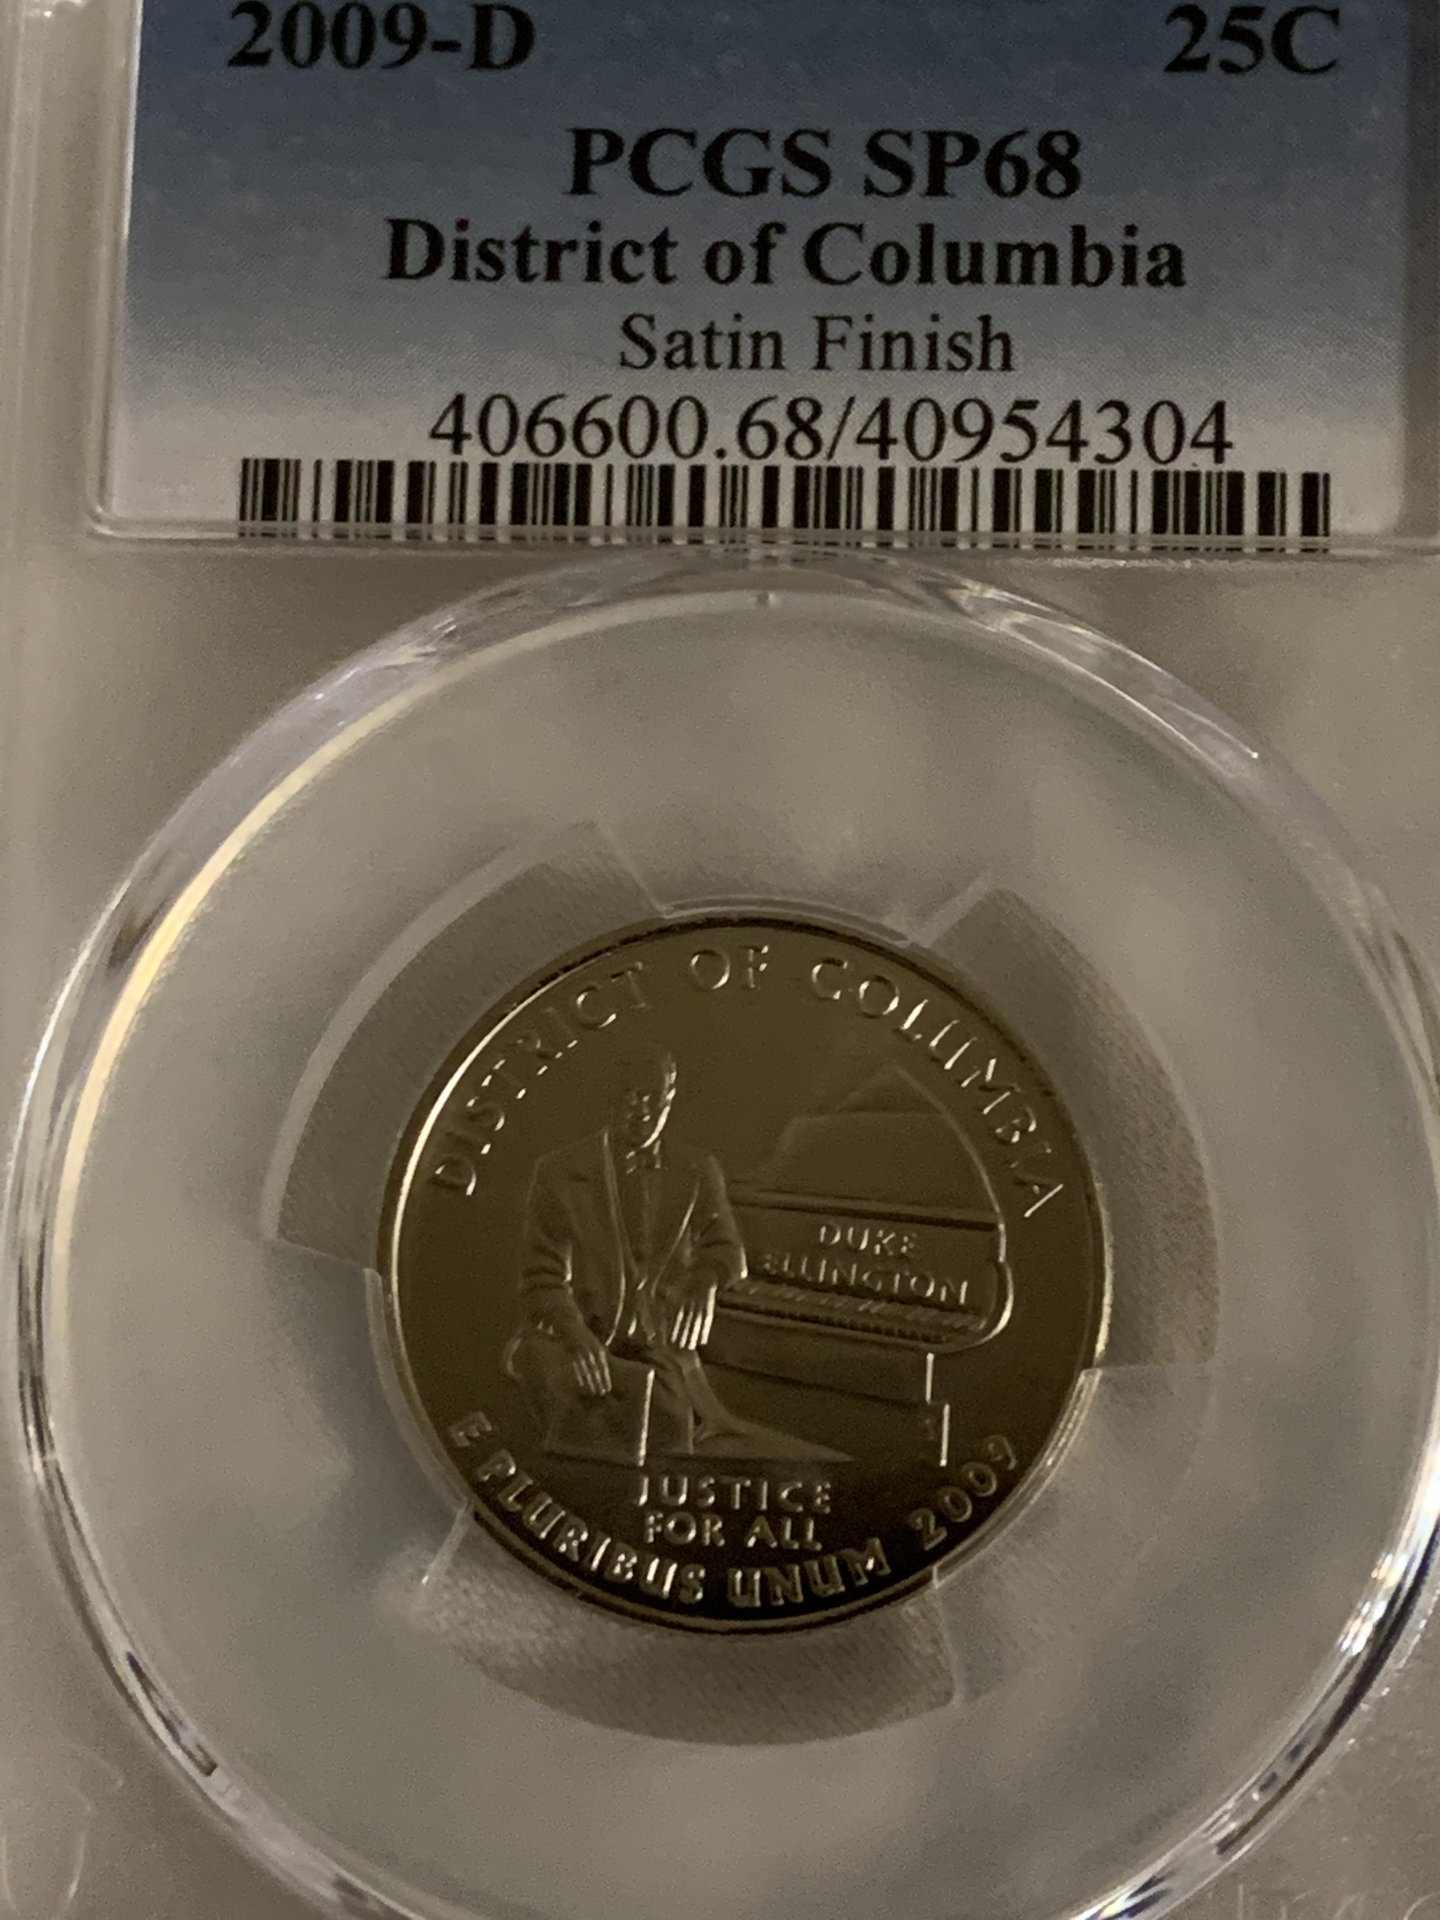 2009-D 25C
PCGS SP68
District of Columbia
Satin Finish
406600.68/40954304
DISTRICT OF COLUMBIA
DUKE
ELLINGTON
JUSTICE
FOR ALL
E PLURIBUS UNUM 2009